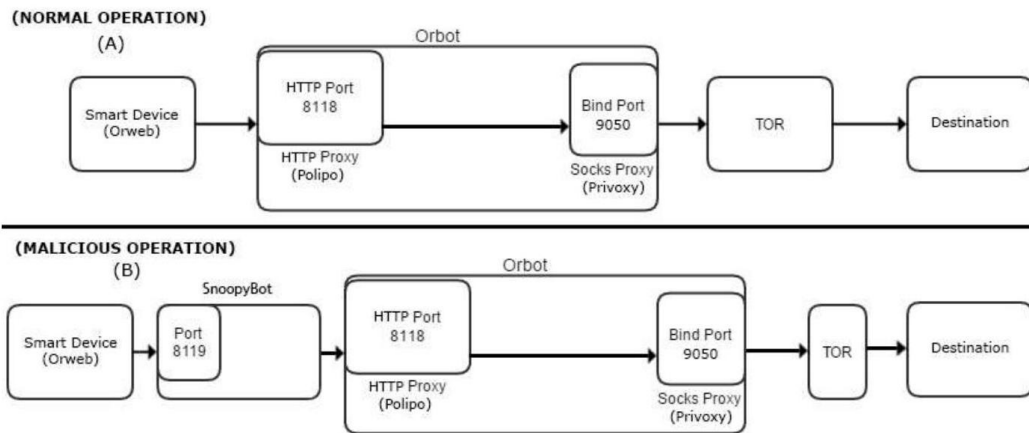 (NORMAL OPERATION)
(A)
Orbot
Smart Device
(Orweb)
HTTP Port
8118
HTTP Proxy
(Polipo)
Bind Port
9050
Socks Proxy
(Privoxy)
TOR
Destination
(MALICIOUS OPERATION)
(B)
SnoopyBot
Orbot
Smart Device
(Orweb)
Port
8119
HTTP Port
8118
HTTP Proxy
(Polipo)
Bind Port
9050
Socks Proxy
(Privoxy)
TOR
Destination